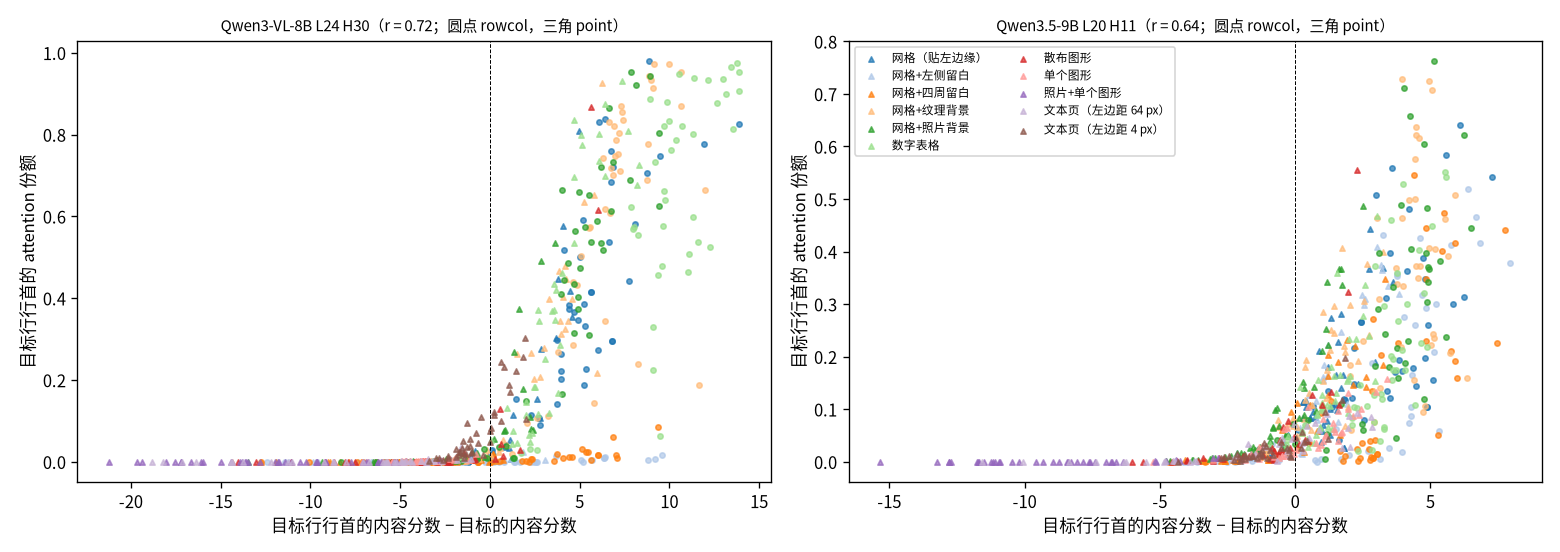 Qwen3-VL-8B L24 H30（r = 0.72；圆点 rowcol，三角 point）
目标行行首的 attention 份额
1.0
0.8
0.6
0.4
0.2
0.0
-20 -15 -10 -5 0 5 10 15
目标行行首的内容分数 − 目标的内容分数
Qwen3.5-9B L20 H11（r = 0.64；圆点 rowcol，三角 point）
目标行行首的 attention 份额
0.8
0.7
0.6
0.5
0.4
0.3
0.2
0.1
0.0
网格（贴左边缘）
网格+左侧留白
网格+四周留白
网格+纹理背景
网格+照片背景
数字表格
散布图形
单个图形
照片+单个图形
文本页（左边距 64 px）
文本页（左边距 4 px）
-15 -10 -5 0 5
目标行行首的内容分数 − 目标的内容分数